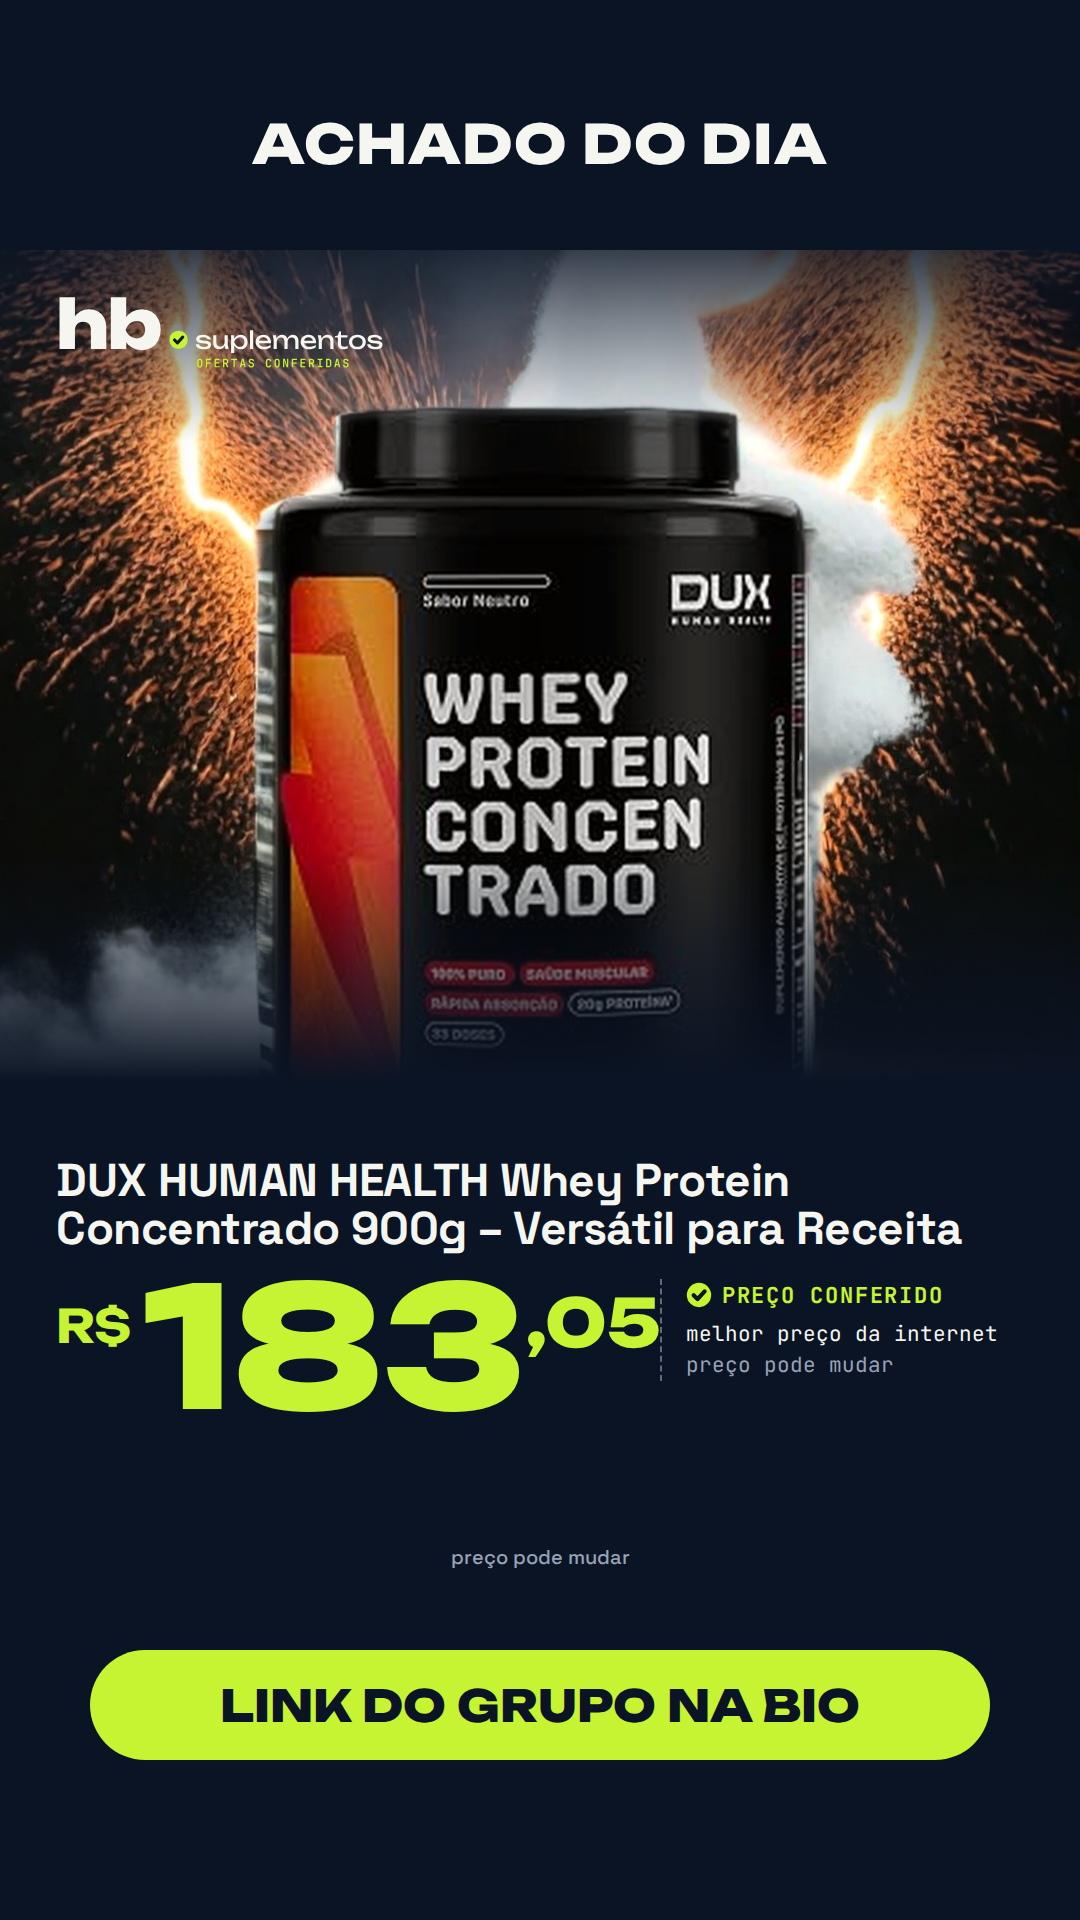 ACHADO DO DIA
hb suplementos
OFERTAS CONFERIDAS
Sabor Neutro
DUX
HUMAN HEALTH
WHEY
PROTEIN
CONCEN
TRADO
100% PURO SAÚDE MUSCULAR
RÁPIDA ABSORÇÃO 20g PROTEÍNA*
33 DOSES
DUX HUMAN HEALTH Whey Protein
Concentrado 900g – Versátil para Receita
R$ 183,05
PREÇO CONFERIDO
melhor preço da internet
preço pode mudar
preço pode mudar
LINK DO GRUPO NA BIO